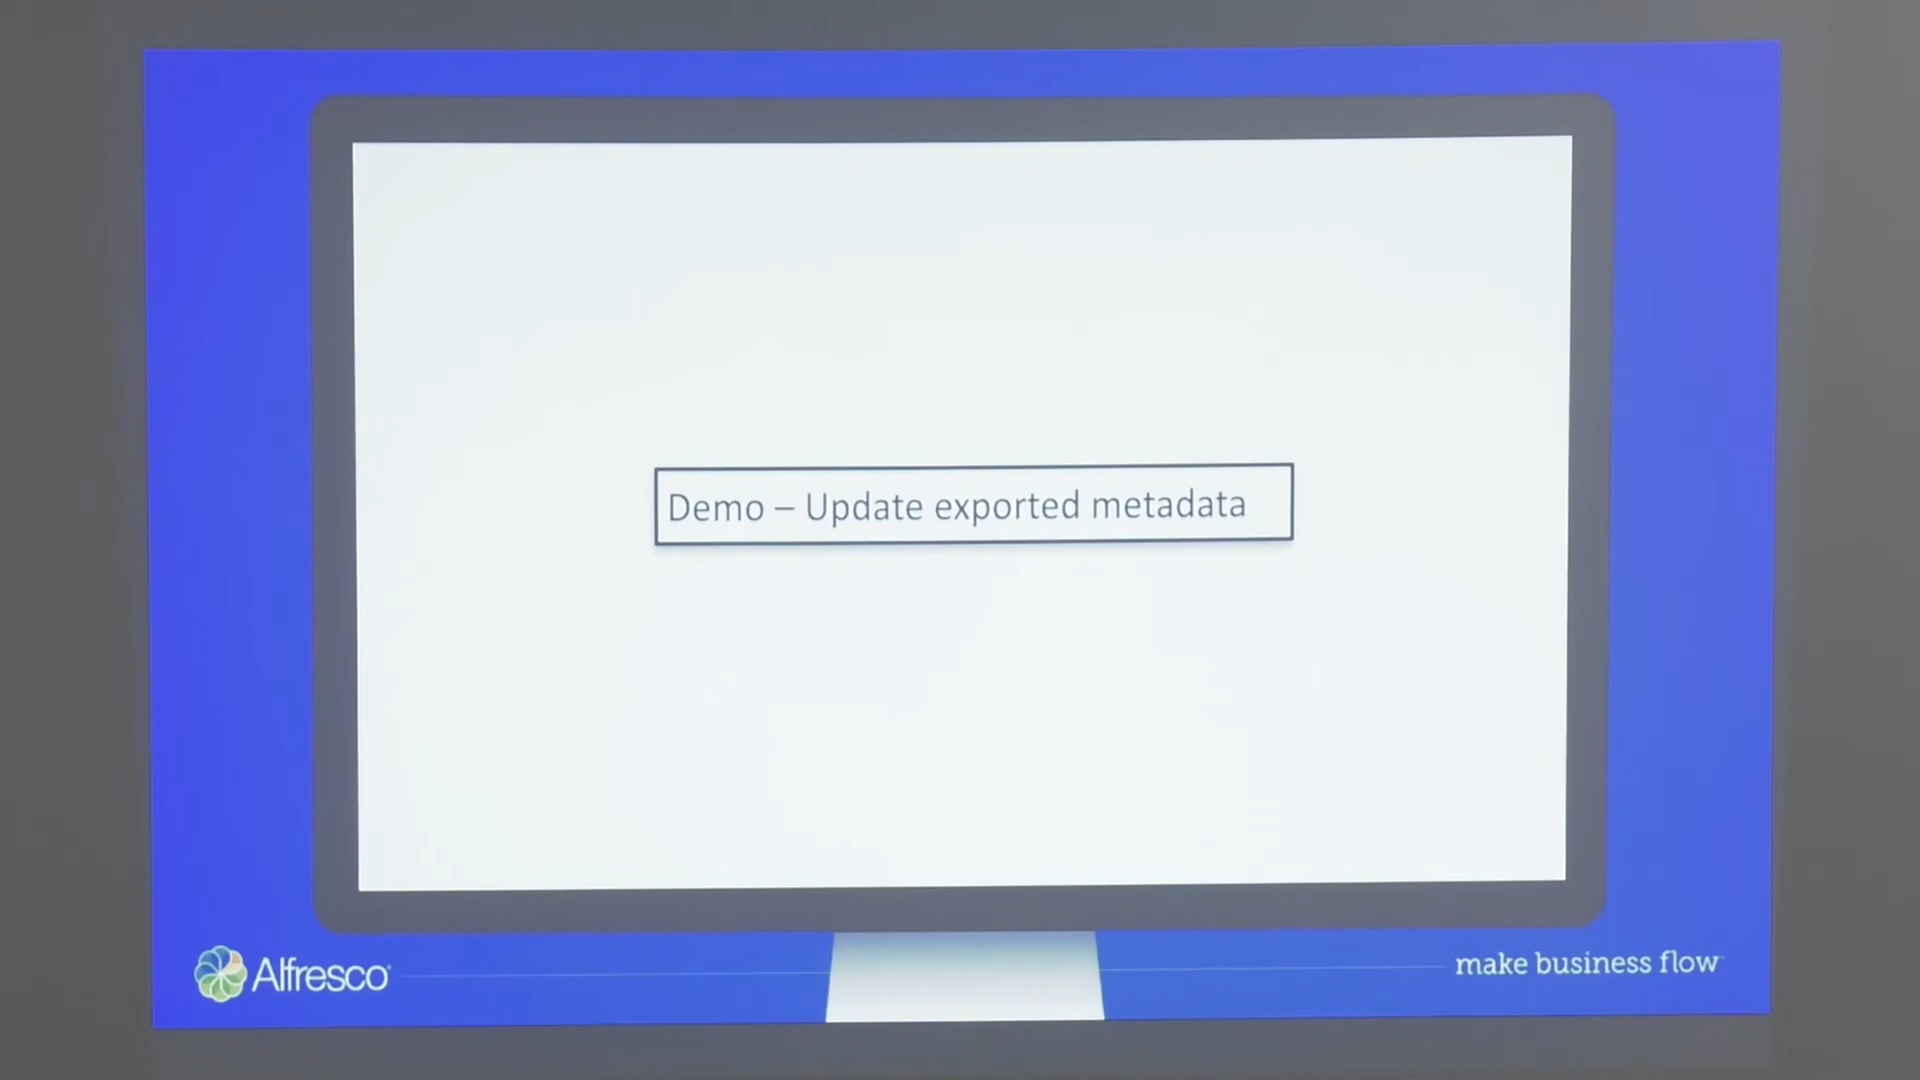 Demo – Update exported metadata
Alfresco
make business flow